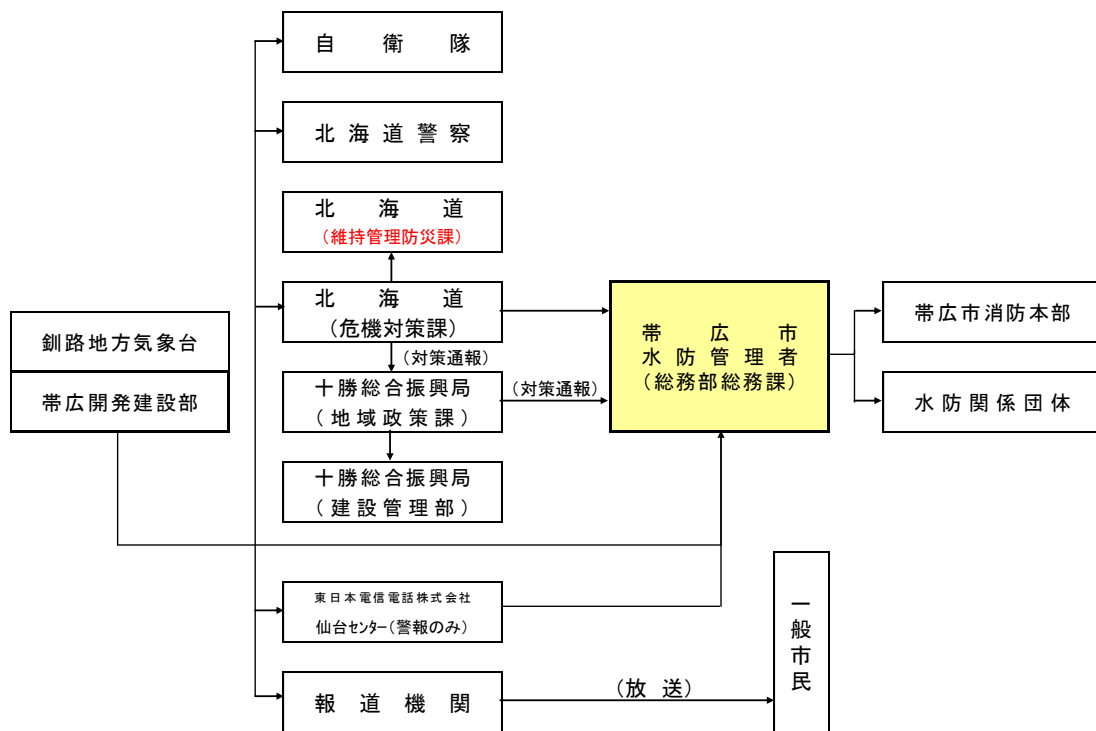 自衛隊
北海道警察
北海道
（維持管理防災課）
北海道
（危機対策課）
（対策通報）
釧路地方気象台
帯広開発建設部
十勝総合振興局
（地域政策課）
（対策通報）
十勝総合振興局
（建設管理部）
帯広市
水防管理者
（総務部総務課）
帯広市消防本部
水防関係団体
東日本電信電話株式会社
仙台センター（警報のみ）
報道機関
（放送）
一般市民